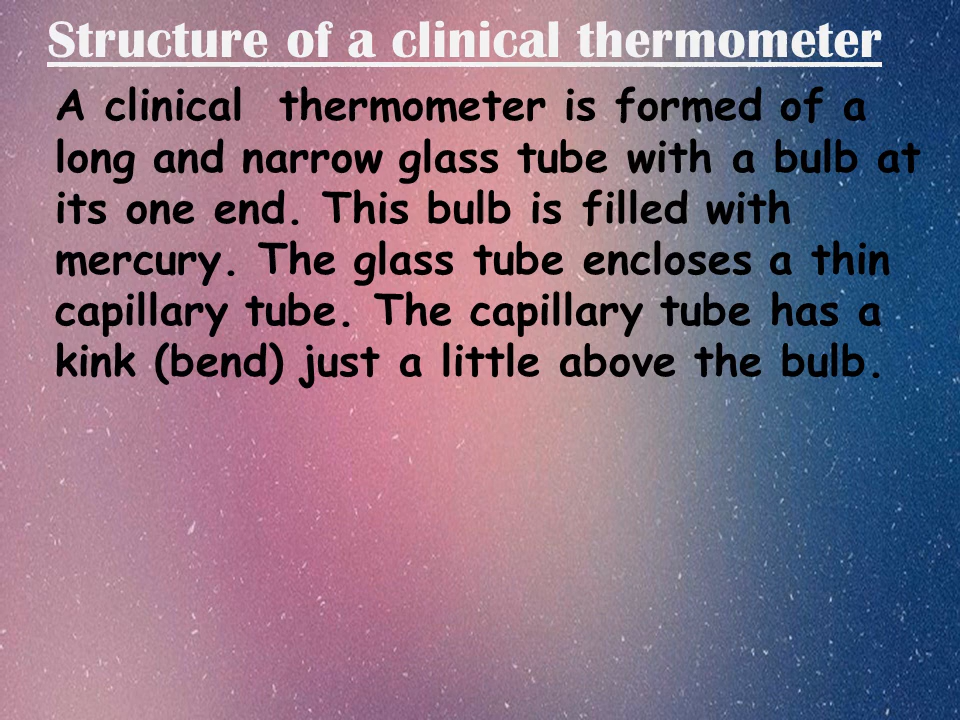 Structure of a clinical thermometer
A clinical  thermometer is formed of a
long and narrow glass tube with a bulb at
its one end. This bulb is filled with
mercury. The glass tube encloses a thin
capillary tube. The capillary tube has a
kink (bend) just a little above the bulb.